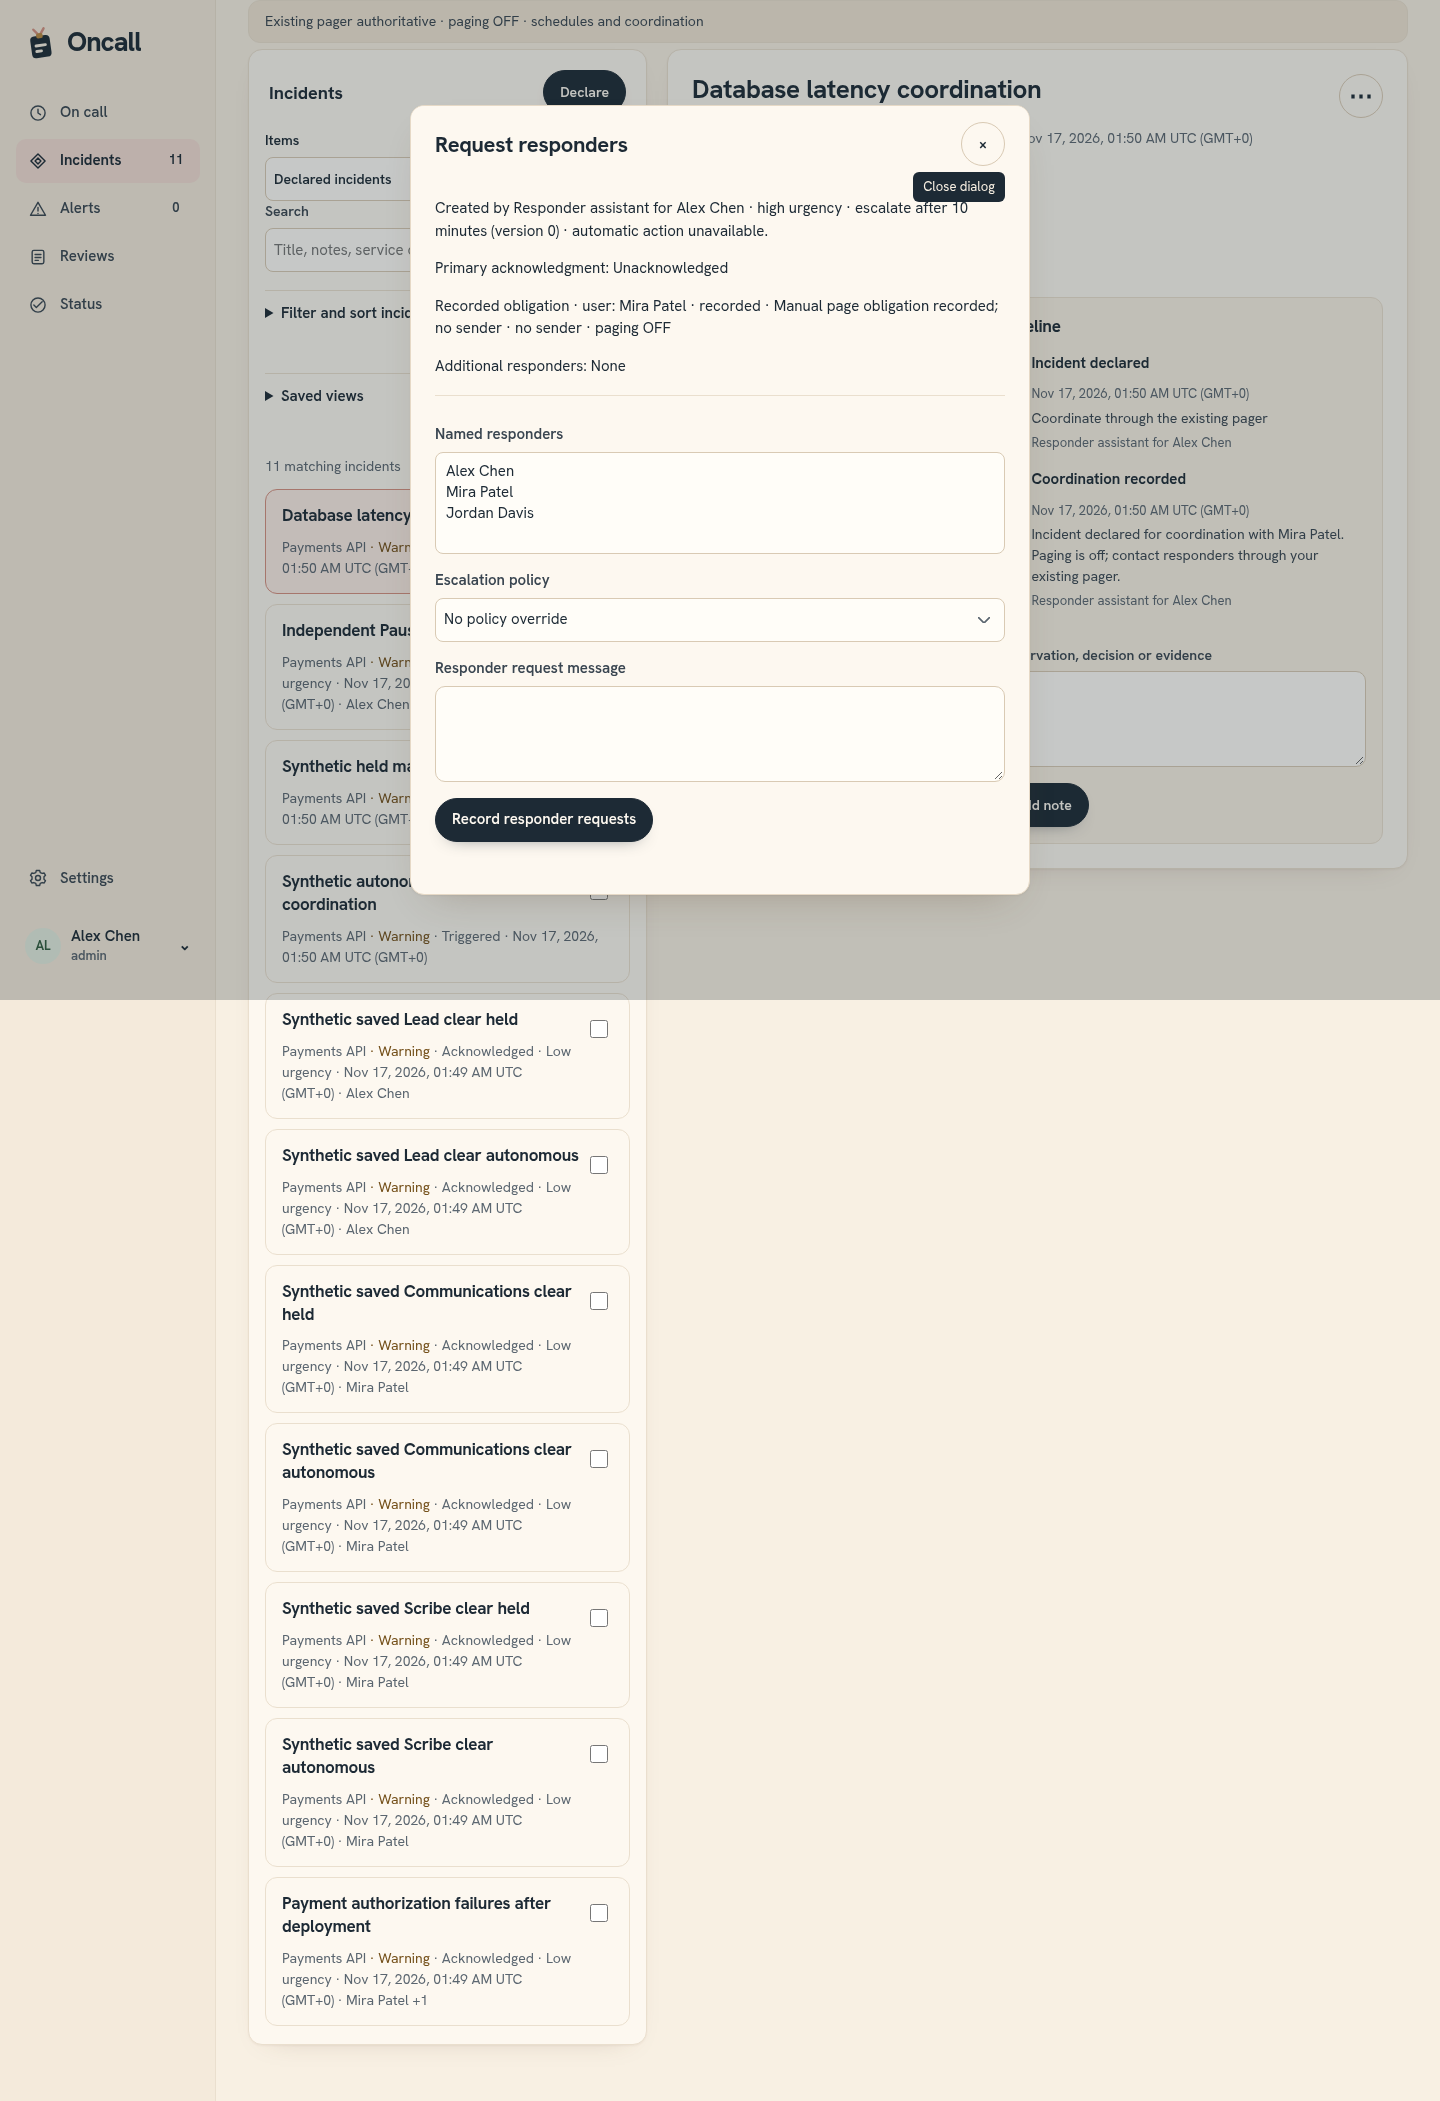 Oncall
On call
Incidents 11
Alerts 0
Reviews
Status
Settings
AL
Alex Chen
admin
Existing pager authoritative · paging OFF · schedules and coordination
Incidents
Declare
Items
Declared incidents
Search
Title, notes, service
Filter and sort
Saved views
11 matching incidents
Database latency
Payments API ·
01:50 AM UTC
Independent
Payments API ·
urgency · Nov 17,
(GMT+0) · Alex Chen
Synthetic held
Payments API ·
01:50 AM UTC
Synthetic
coordination
Payments API · Warning · Triggered · Nov 17, 2026,
01:50 AM UTC (GMT+0)
Synthetic saved Lead clear held
Payments API · Warning · Acknowledged · Low
urgency · Nov 17, 2026, 01:49 AM UTC
(GMT+0) · Alex Chen
Synthetic saved Lead clear autonomous
Payments API · Warning · Acknowledged · Low
urgency · Nov 17, 2026, 01:49 AM UTC
(GMT+0) · Alex Chen
Synthetic saved Communications clear
held
Payments API · Warning · Acknowledged · Low
urgency · Nov 17, 2026, 01:49 AM UTC
(GMT+0) · Mira Patel
Synthetic saved Communications clear
autonomous
Payments API · Warning · Acknowledged · Low
urgency · Nov 17, 2026, 01:49 AM UTC
(GMT+0) · Mira Patel
Synthetic saved Scribe clear held
Payments API · Warning · Acknowledged · Low
urgency · Nov 17, 2026, 01:49 AM UTC
(GMT+0) · Mira Patel
Synthetic saved Scribe clear
autonomous
Payments API · Warning · Acknowledged · Low
urgency · Nov 17, 2026, 01:49 AM UTC
(GMT+0) · Mira Patel
Payment authorization failures after
deployment
Payments API · Warning · Acknowledged · Low
urgency · Nov 17, 2026, 01:49 AM UTC
(GMT+0) · Mira Patel +1
Request responders
×
Close dialog
Created by Responder assistant for Alex Chen · high urgency · escalate after 10
minutes (version 0) · automatic action unavailable.
Primary acknowledgment: Unacknowledged
Recorded obligation · user: Mira Patel · recorded · Manual page obligation recorded;
no sender · no sender · paging OFF
Additional responders: None
Named responders
Alex Chen
Mira Patel
Jordan Davis
Escalation policy
No policy override
Responder request message
Record responder requests
Database latency coordination
17, 2026, 01:50 AM UTC (GMT+0)
Incident declared
Nov 17, 2026, 01:50 AM UTC (GMT+0)
Coordinate through the existing pager
Responder assistant for Alex Chen
Coordination recorded
Nov 17, 2026, 01:50 AM UTC (GMT+0)
Incident declared for coordination with Mira Patel.
Paging is off; contact responders through your
existing pager.
Responder assistant for Alex Chen
decision or evidence
note